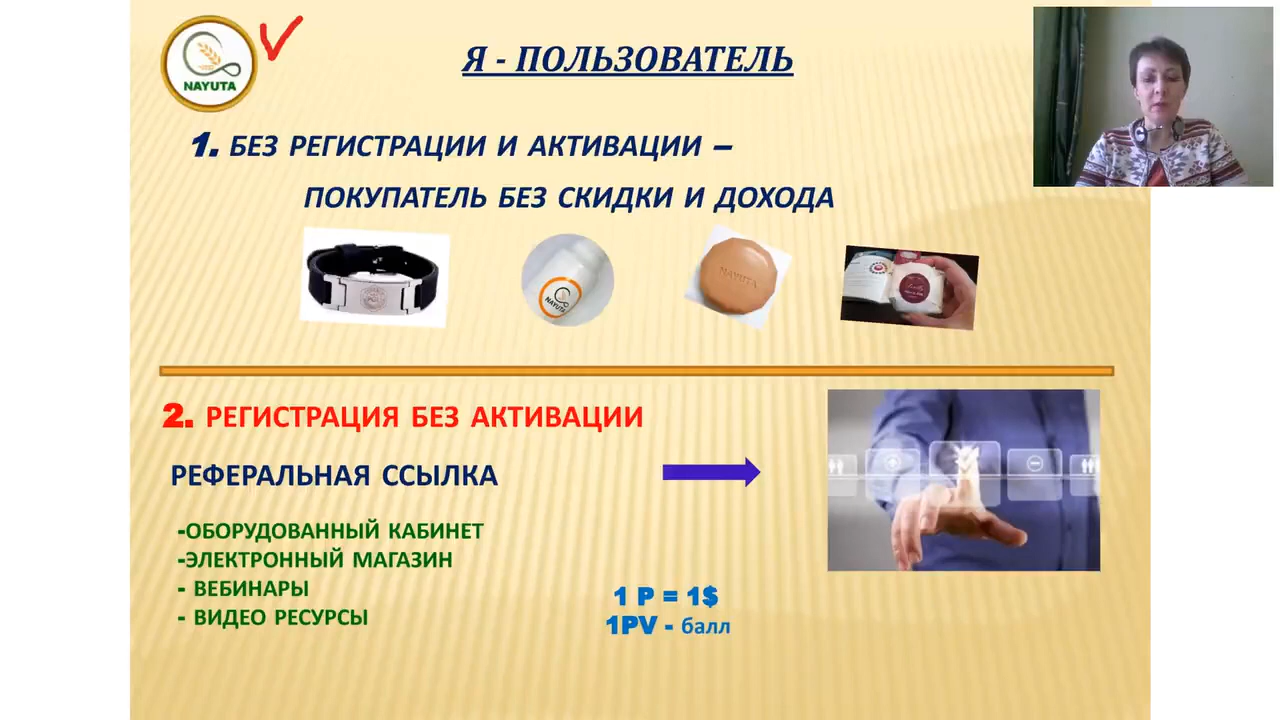 NAYUTA
Я - ПОЛЬЗОВАТЕЛЬ
1. БЕЗ РЕГИСТРАЦИИ И АКТИВАЦИИ –
ПОКУПАТЕЛЬ БЕЗ СКИДКИ И ДОХОДА
NAYUTA
NAYUTA
2. РЕГИСТРАЦИЯ БЕЗ АКТИВАЦИИ
РЕФЕРАЛЬНАЯ ССЫЛКА
-ОБОРУДОВАННЫЙ КАБИНЕТ
-ЭЛЕКТРОННЫЙ МАГАЗИН
- ВЕБИНАРЫ
- ВИДЕО РЕСУРСЫ
1 P = 1$
1PV - балл